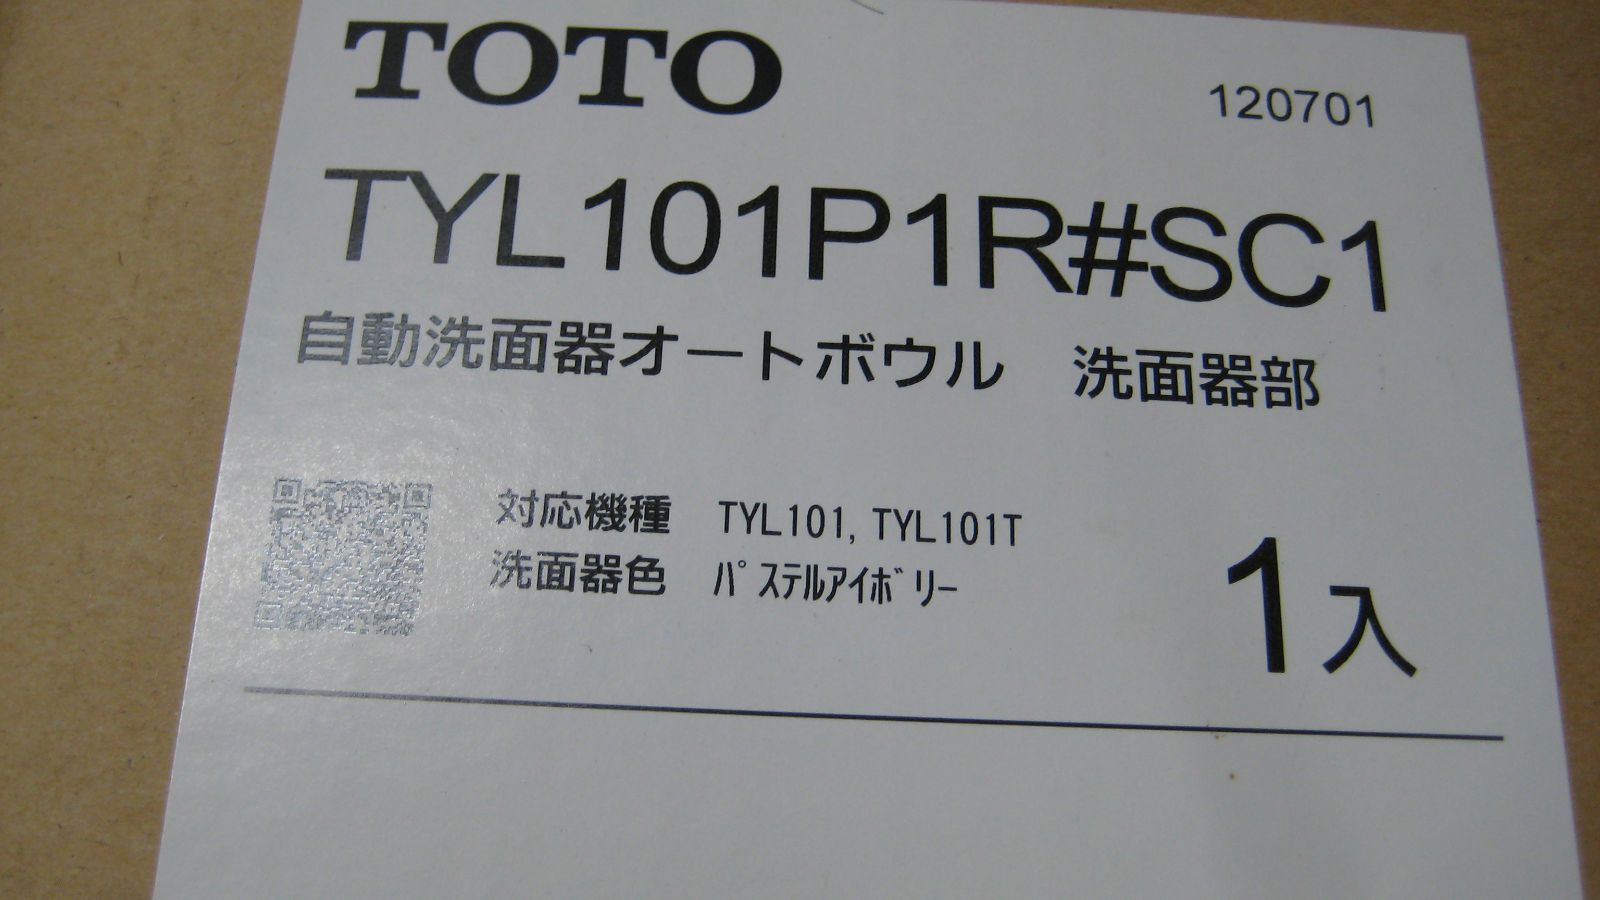 TOTO
120701
TYL101P1R#SC1
自動洗面器オートボウル　洗面器部
対応機種　TYL101, TYL101T
洗面器色　ﾊﾟｽﾃﾙｱｲﾎﾞﾘｰ
1入